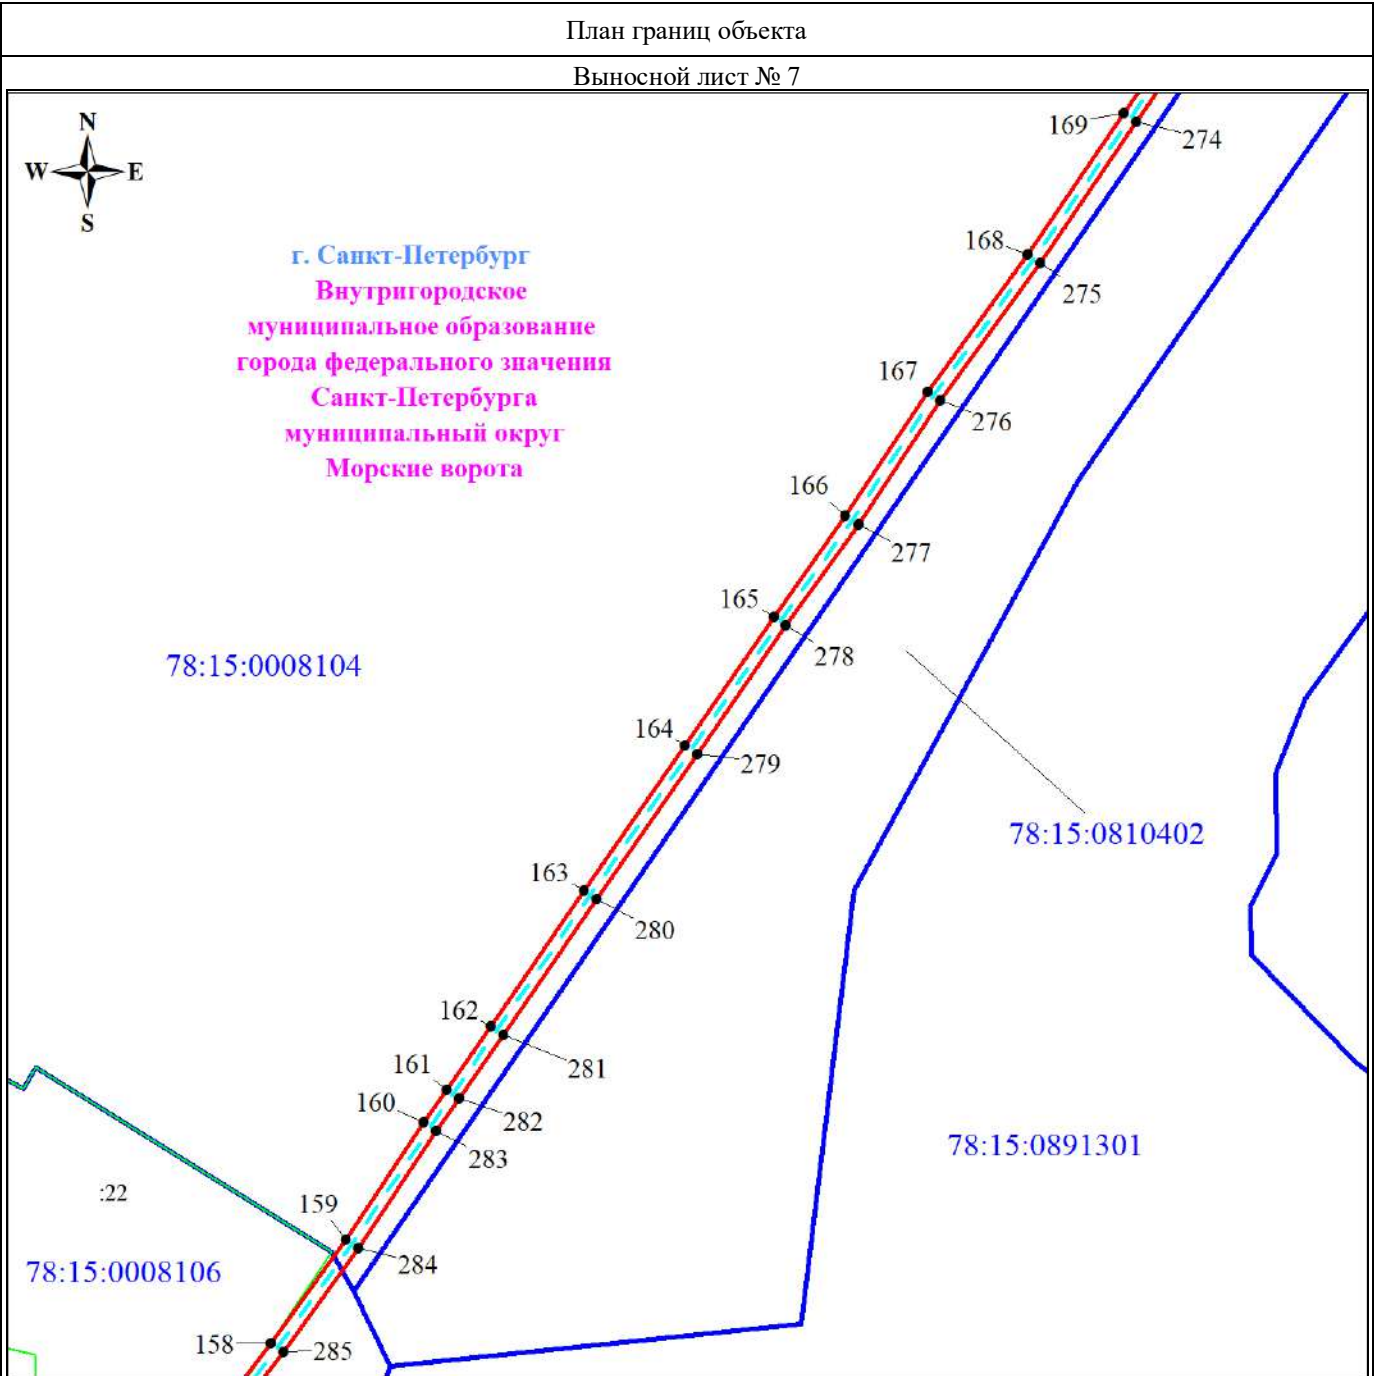 План границ объекта
Выносной лист № 7
N
W E
S
г. Санкт-Петербург
Внутригородское
муниципальное образование
города федерального значения
Санкт-Петербурга
муниципальный округ
Морские ворота
169
274
168
275
167
276
166
277
165
278
78:15:0008104
164
279
78:15:0810402
163
280
162
281
161
160
282
283
78:15:0891301
:22
159
284
78:15:0008106
158
285